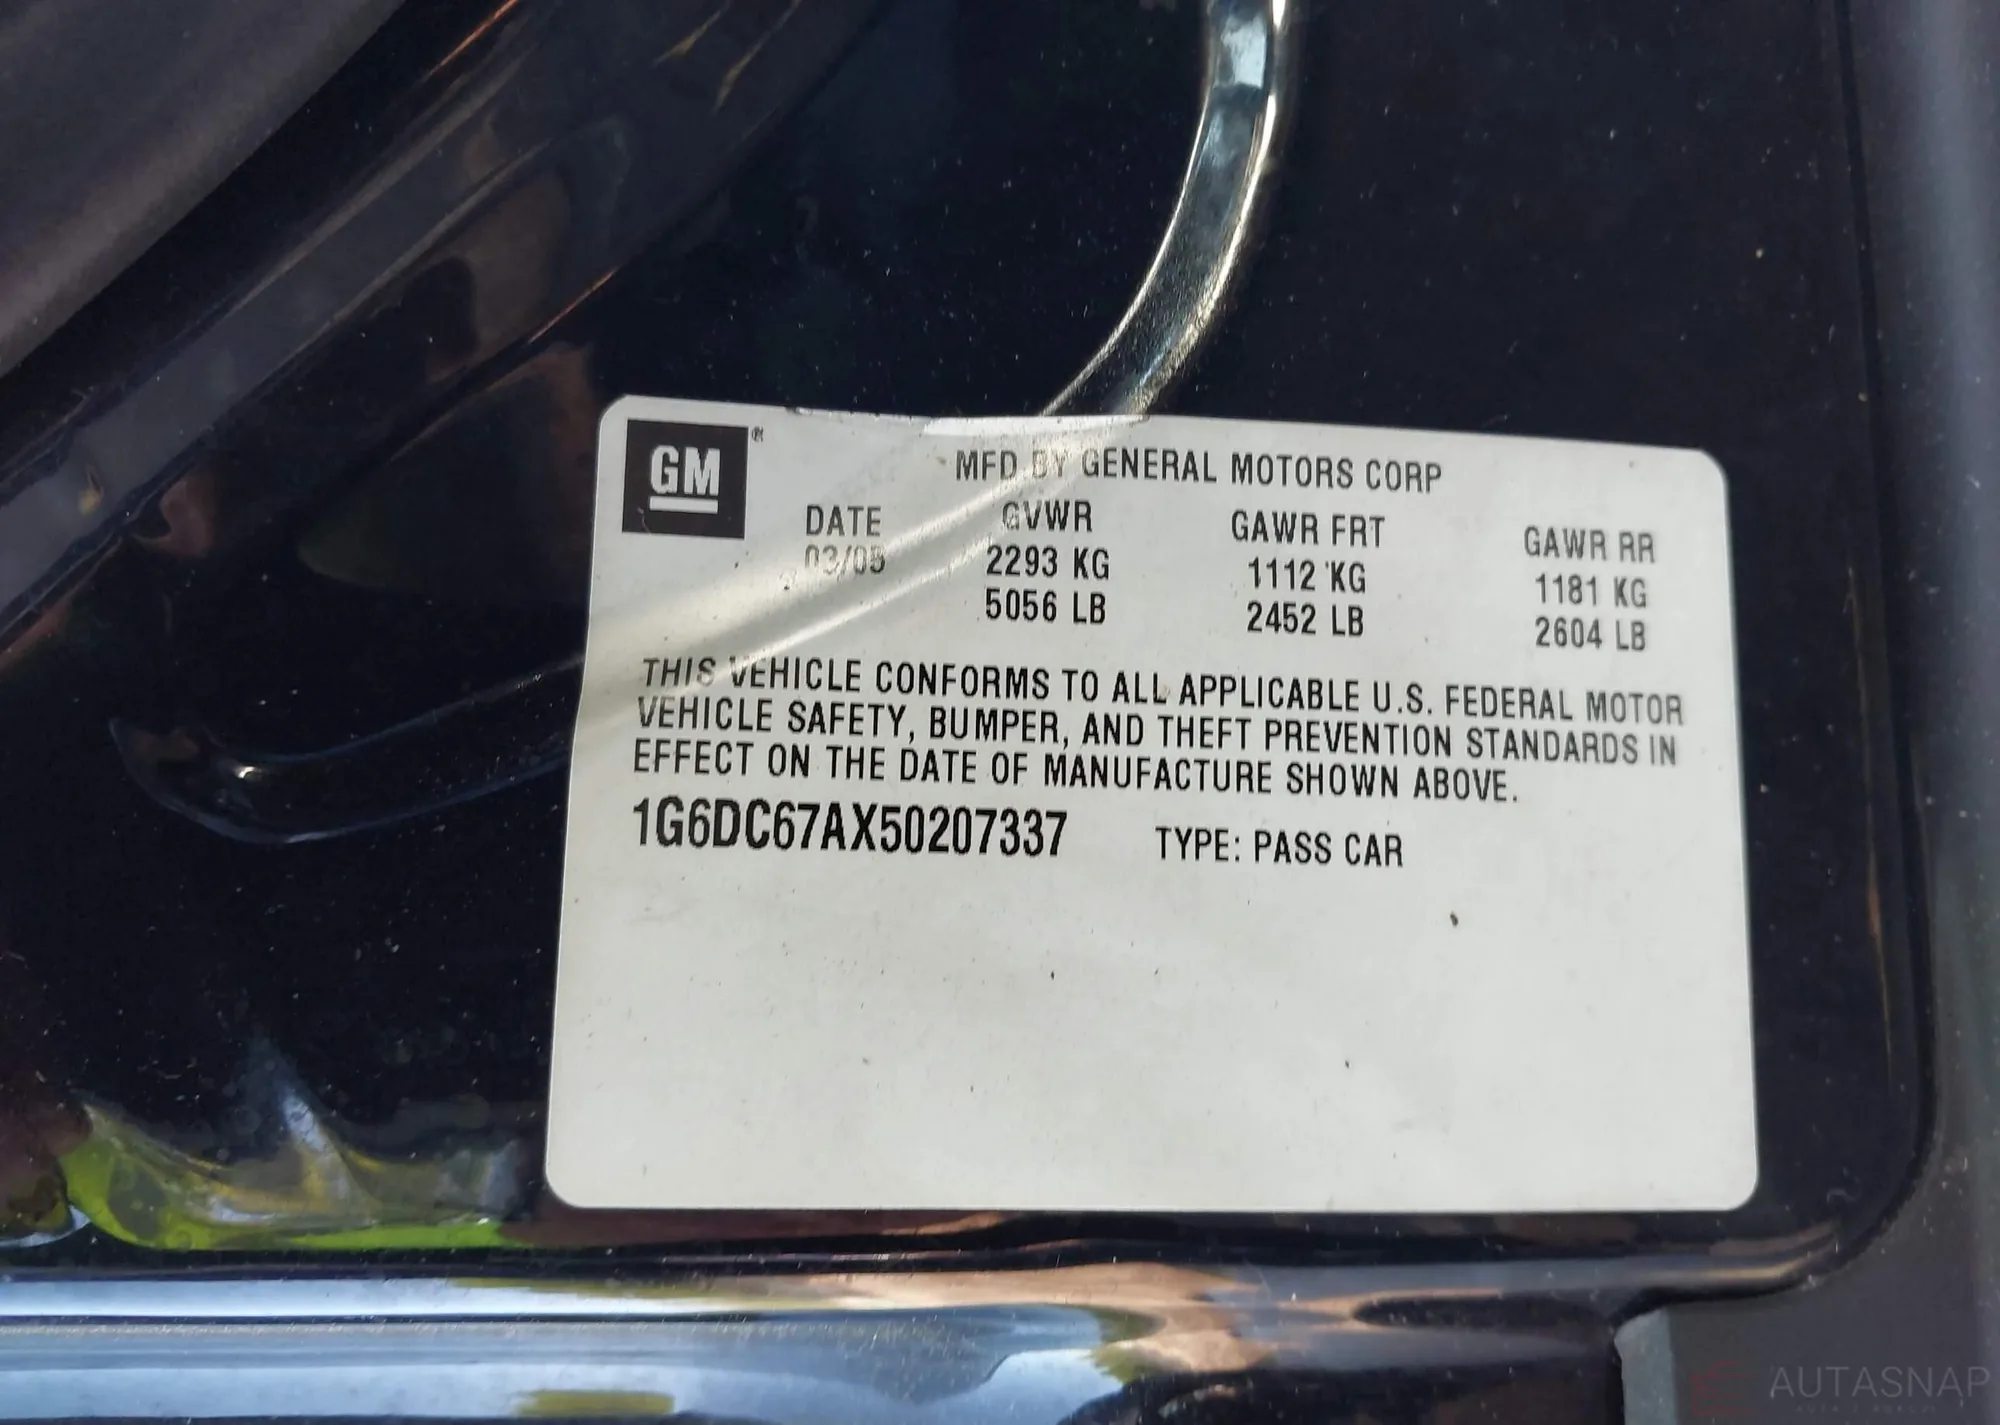 GM ®
MFD BY GENERAL MOTORS CORP
DATE GVWR GAWR FRT GAWR RR
03/05 2293 KG 1112 KG 1181 KG
5056 LB 2452 LB 2604 LB
THIS VEHICLE CONFORMS TO ALL APPLICABLE U.S. FEDERAL MOTOR
VEHICLE SAFETY, BUMPER, AND THEFT PREVENTION STANDARDS IN
EFFECT ON THE DATE OF MANUFACTURE SHOWN ABOVE.
1G6DC67AX50207337 TYPE: PASS CAR
AUTASNAP